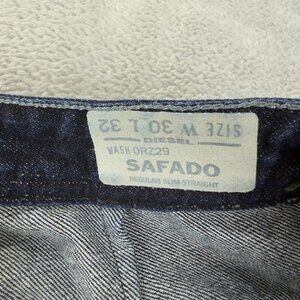 SIZE W 30 L 32
DIESEL
WASH 0RZ29
SAFADO
REGULAR SLIM-STRAIGHT